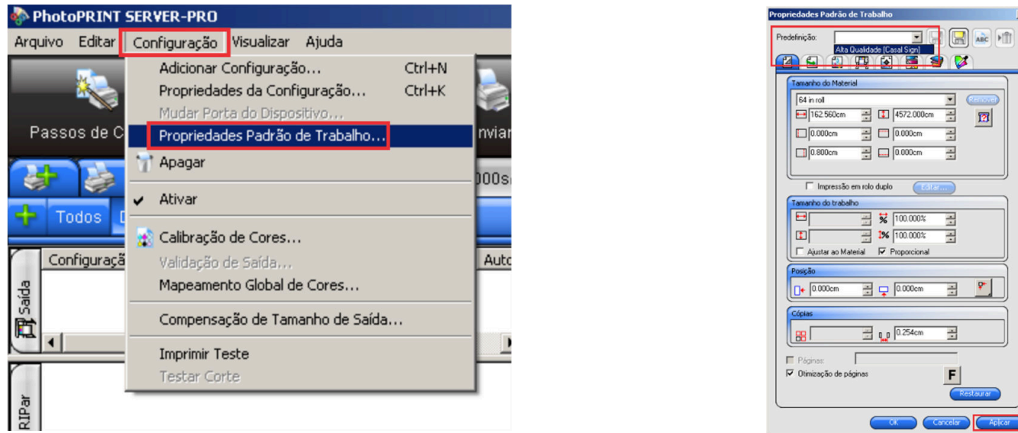 PhotoPRINT SERVER-PRO
Arquivo Editar Configuração Visualizar Ajuda
Adicionar Configuração... Ctrl+N
Propriedades da Configuração... Ctrl+K
Mudar Porta do Dispositivo...
Passos de C
Propriedades Padrão de Trabalho...
nviar
Apagar
000s
Ativar
Todos
Calibração de Cores...
Configuraçã
Validação de Saída...
Auto
Mapeamento Global de Cores...
Saída
Compensação de Tamanho de Saída...
Imprimir Teste
Testar Corte
RIPar
Propriedades Padrão de Trabalho
Predefinição:
ABC
Alta Qualidade [Casal Sign]
Tamanho do Material
64 in roll
162.560cm 4572.000cm
0.000cm 0.000cm
0.800cm 0.000cm
Impressão em rolo duplo Editar...
Tamanho do trabalho
% 100.000%
% 100.000%
Ajustar ao Material Proporcional
Posição
0.000cm 0.000cm
Cópias
0.254cm
Páginas:
Otimização de páginas F
Restaurar
OK Cancelar Aplicar